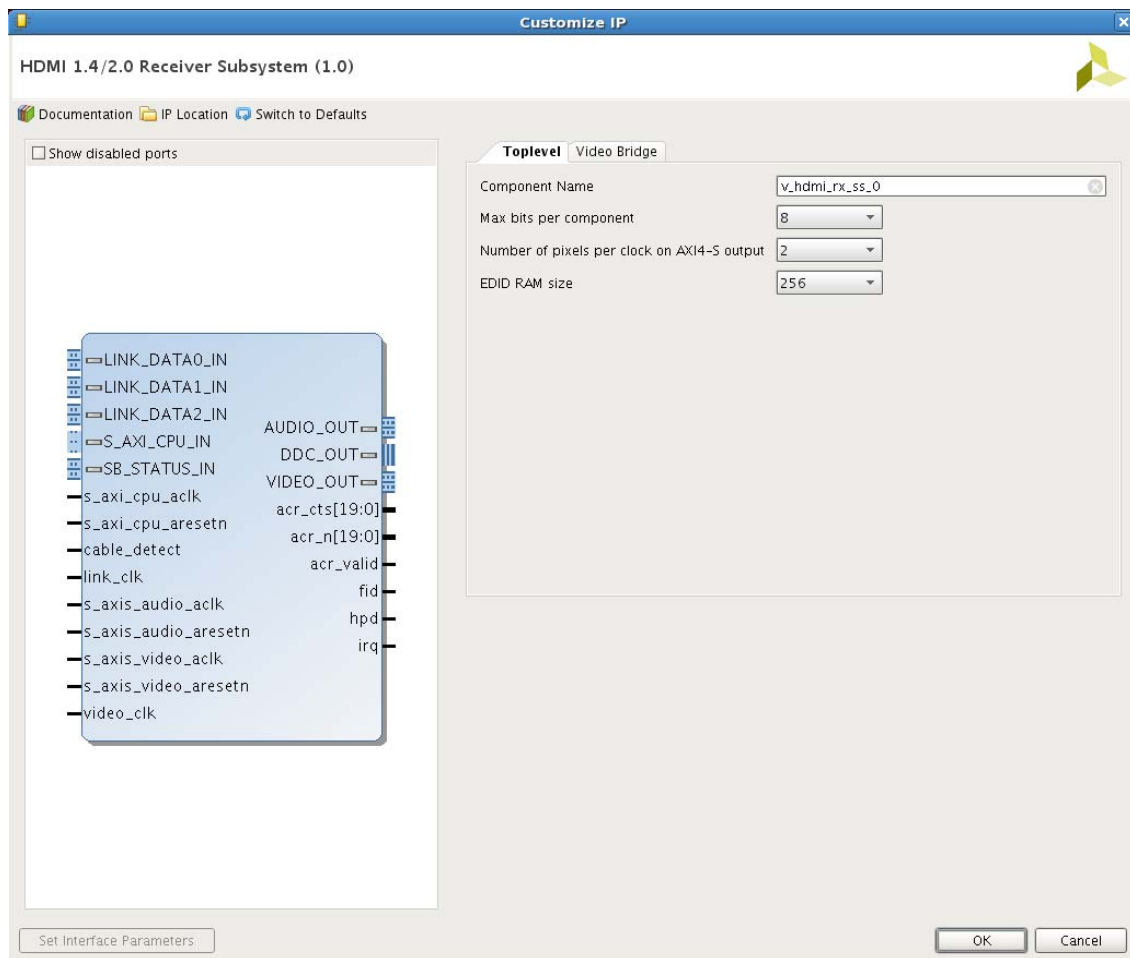 Customize IP
HDMI 1.4/2.0 Receiver Subsystem (1.0)
Documentation IP Location Switch to Defaults
Show disabled ports
LINK_DATA0_IN
LINK_DATA1_IN
LINK_DATA2_IN
S_AXI_CPU_IN
SB_STATUS_IN
s_axi_cpu_aclk
s_axi_cpu_aresetn
cable_detect
link_clk
s_axis_audio_aclk
s_axis_audio_aresetn
s_axis_video_aclk
s_axis_video_aresetn
video_clk
AUDIO_OUT
DDC_OUT
VIDEO_OUT
acr_cts[19:0]
acr_n[19:0]
acr_valid
fid
hpd
irq
Toplevel Video Bridge
Component Name v_hdmi_rx_ss_0
Max bits per component 8
Number of pixels per clock on AXI4-S output 2
EDID RAM size 256
Set Interface Parameters
OK Cancel